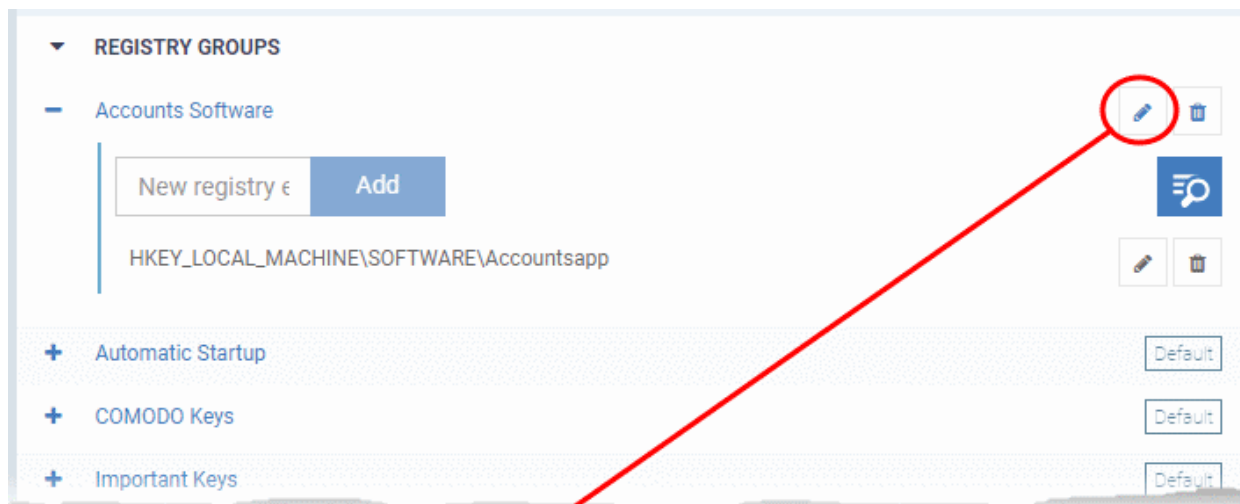 REGISTRY GROUPS
Accounts Software
New registry e Add
HKEY_LOCAL_MACHINE\SOFTWARE\Accountsapp
Automatic Startup Default
COMODO Keys Default
Important Keys Default